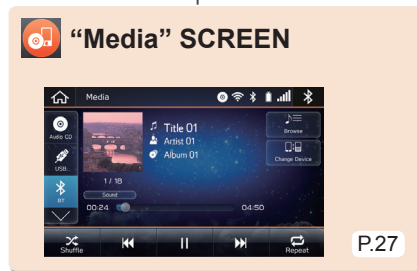 “Media” SCREEN
Media
Audio CD
Title 01
Artist 01
Album 01
Browse
USB
Change Device
BT
1 / 18
Sound
00:24
04:50
Shuffle
Repeat
P.27